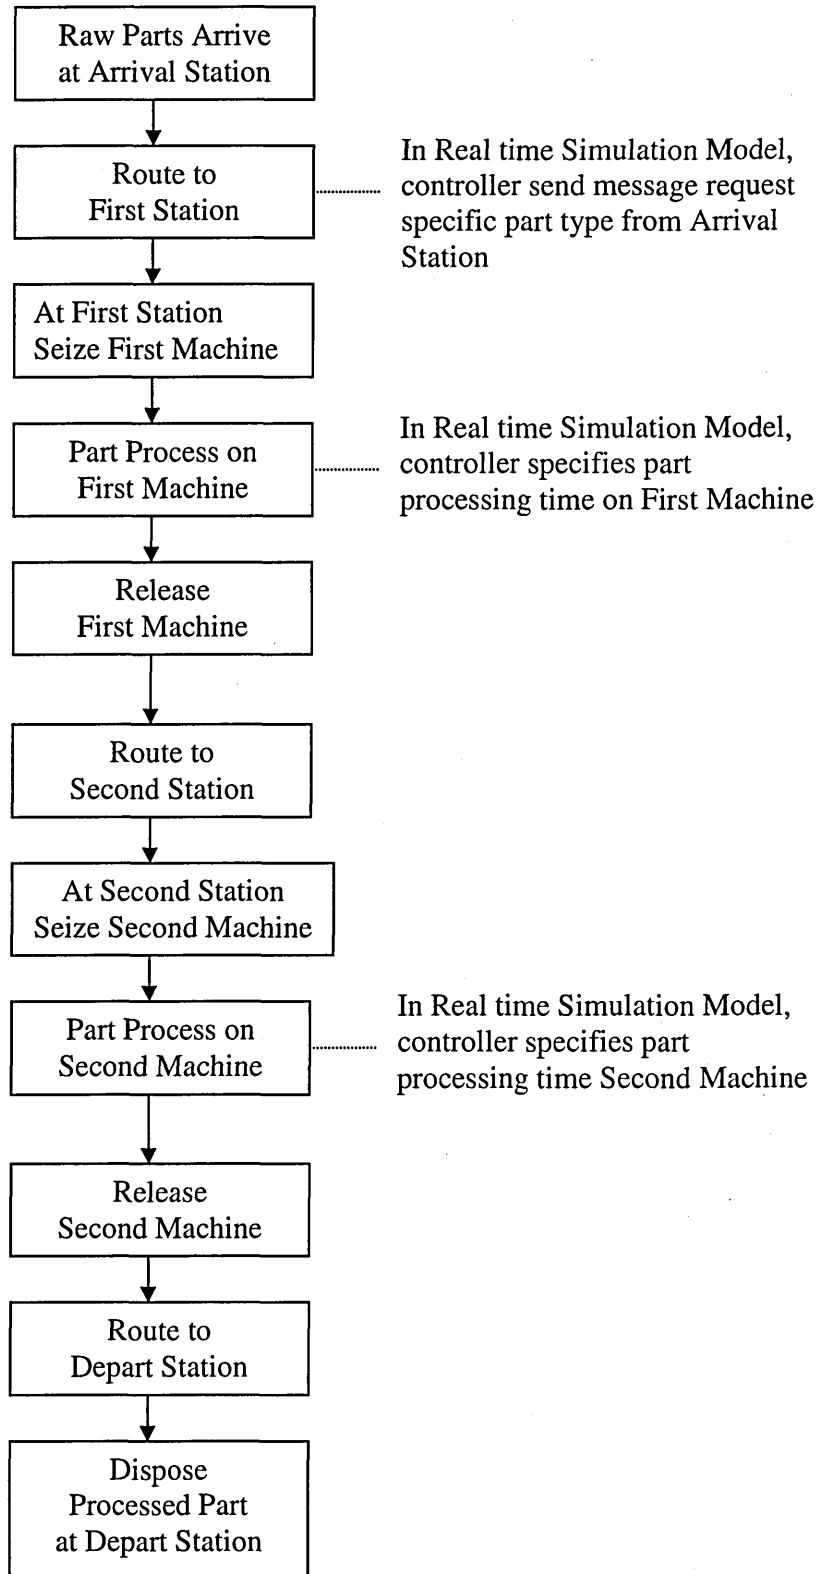 Raw Parts Arrive
at Arrival Station
Route to
First Station
In Real time Simulation Model,
controller send message request
specific part type from Arrival
Station
At First Station
Seize First Machine
Part Process on
First Machine
In Real time Simulation Model,
controller specifies part
processing time on First Machine
Release
First Machine
Route to
Second Station
At Second Station
Seize Second Machine
Part Process on
Second Machine
In Real time Simulation Model,
controller specifies part
processing time Second Machine
Release
Second Machine
Route to
Depart Station
Dispose
Processed Part
at Depart Station